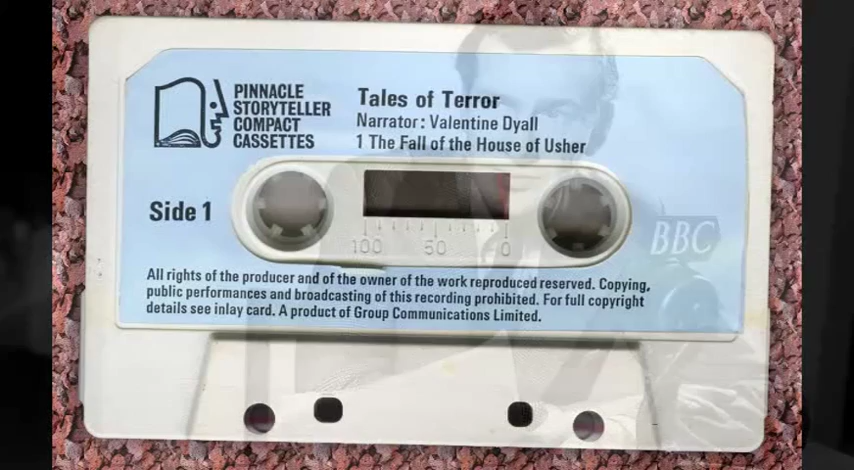 PINNACLE
STORYTELLER
COMPACT
CASSETTES
Tales of Terror
Narrator: Valentine Dyall
1 The Fall of the House of Usher
Side 1
100 50 0
BBC
All rights of the producer and of the owner of the work reproduced reserved. Copying,
public performances and broadcasting of this recording prohibited. For full copyright
details see inlay card. A product of Group Communications Limited.